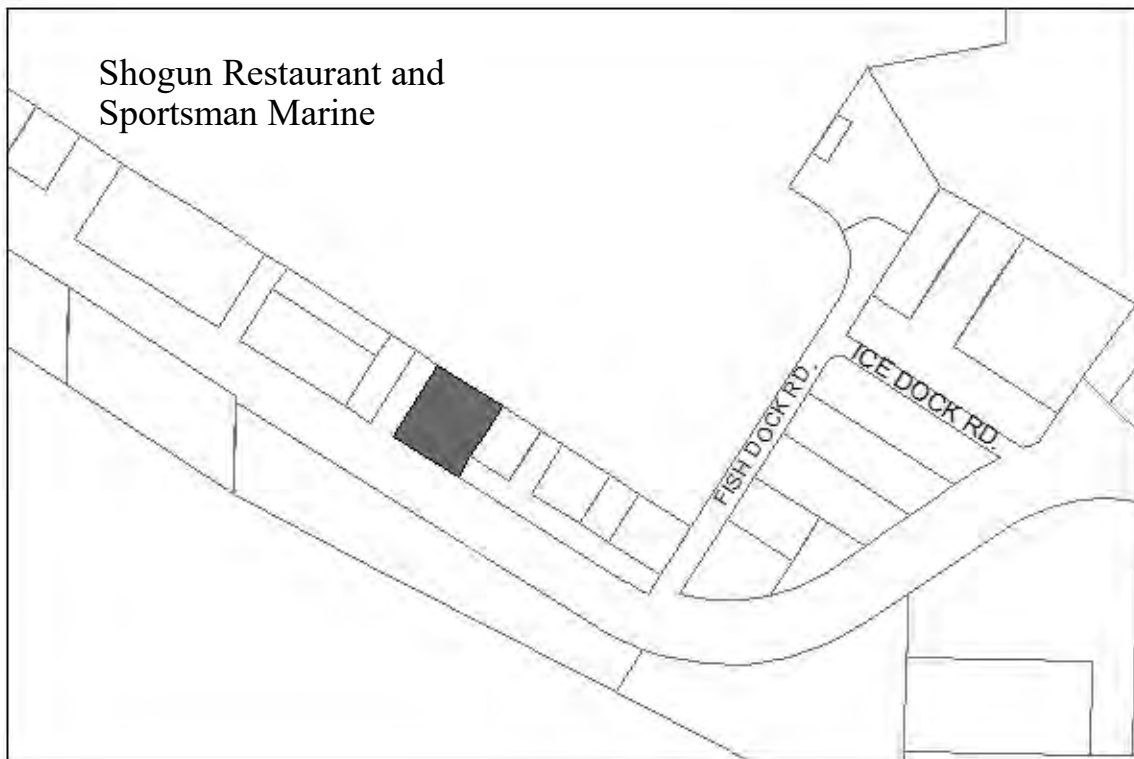 Shogun Restaurant and
Sportsman Marine
ICE DOCK RD.
FISH DOCK RD.